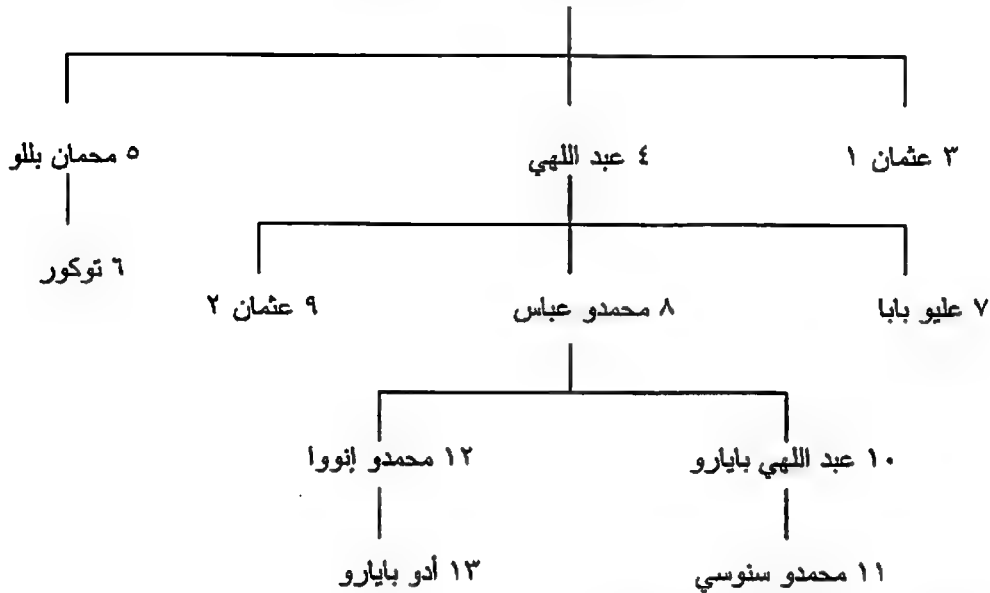 ٣ عثمان ١
٤ عبد اللهي
٥ محمان بللو
٦ توكور
٧ عليو بابا
٨ محمدو عباس
٩ عثمان ٢
١٠ عبد اللهي بايارو
١٢ محمدو إنووا
١١ محمدو سنوسي
١٣ أدو بايارو